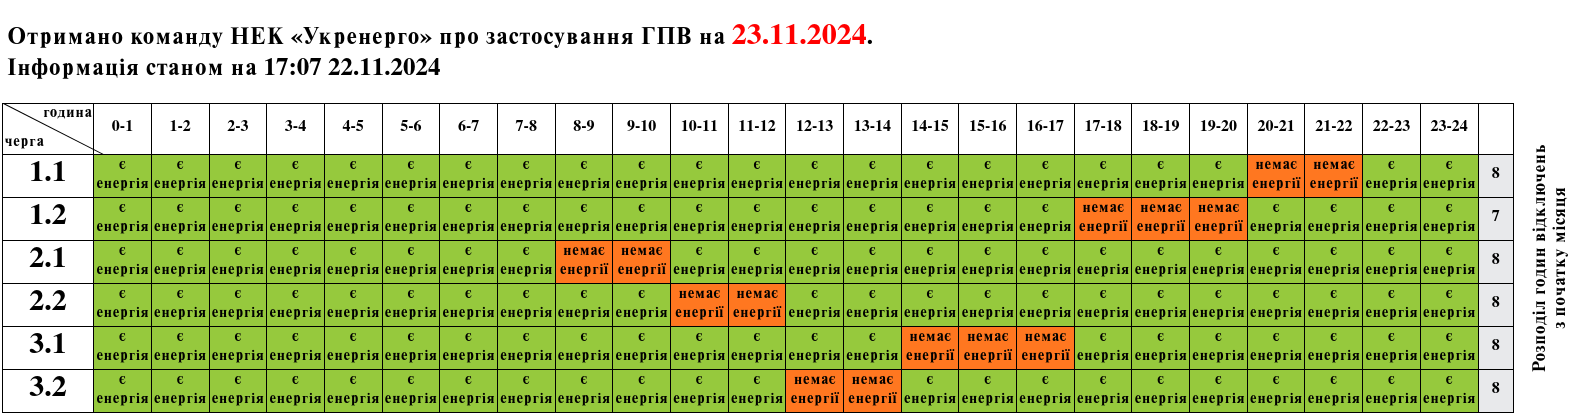 Отримано команду НЕК «Укренерго» про застосування ГПВ на 23.11.2024.
Інформація станом на 17:07 22.11.2024
година
черга
0-1 1-2 2-3 3-4 4-5 5-6 6-7 7-8 8-9 9-10 10-11 11-12 12-13 13-14 14-15 15-16 16-17 17-18 18-19 19-20 20-21 21-22 22-23 23-24
1.1 є є є є є є є є є є є є є є є є є є є є немає немає є є 8
енергія енергія енергія енергія енергія енергія енергія енергія енергія енергія енергія енергія енергія енергія енергія енергія енергія енергія енергія енергія енергії енергії енергія енергія
1.2 є є є є є є є є є є є є є є є є є немає немає немає є є є є 7
енергія енергія енергія енергія енергія енергія енергія енергія енергія енергія енергія енергія енергія енергія енергія енергія енергія енергії енергії енергії енергія енергія енергія енергія
2.1 є є є є є є є є немає немає є є є є є є є є є є є є є є 8
енергія енергія енергія енергія енергія енергія енергія енергія енергії енергії енергія енергія енергія енергія енергія енергія енергія енергія енергія енергія енергія енергія енергія енергія
2.2 є є є є є є є є є є немає немає є є є є є є є є є є є є 8
енергія енергія енергія енергія енергія енергія енергія енергія енергія енергія енергії енергії енергія енергія енергія енергія енергія енергія енергія енергія енергія енергія енергія енергія
3.1 є є є є є є є є є є є є є є немає немає немає є є є є є є є 8
енергія енергія енергія енергія енергія енергія енергія енергія енергія енергія енергія енергія енергія енергія енергії енергії енергії енергія енергія енергія енергія енергія енергія енергія
3.2 є є є є є є є є є є є є немає немає є є є є є є є є є є 8
енергія енергія енергія енергія енергія енергія енергія енергія енергія енергія енергія енергія енергії енергії енергія енергія енергія енергія енергія енергія енергія енергія енергія енергія
Розподіл годин відключень
з початку місяця